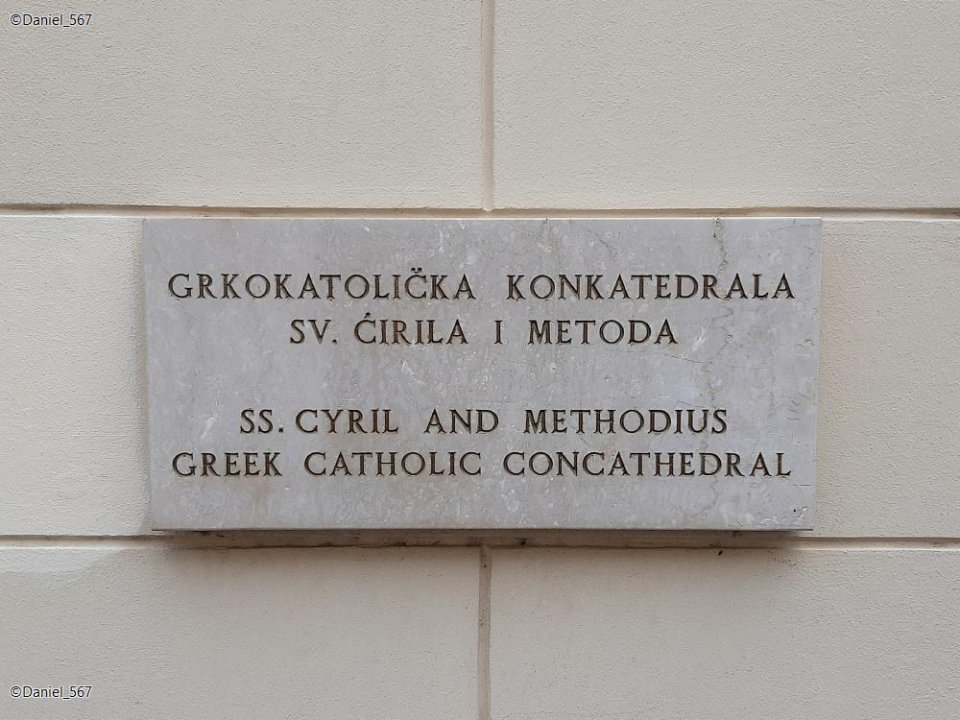 ©Daniel_567
GRKOKATOLIČKA KONKATEDRALA
SV. ĆIRILA I METODA
SS. CYRIL AND METHODIUS
GREEK CATHOLIC CONCATHEDRAL
©Daniel_567